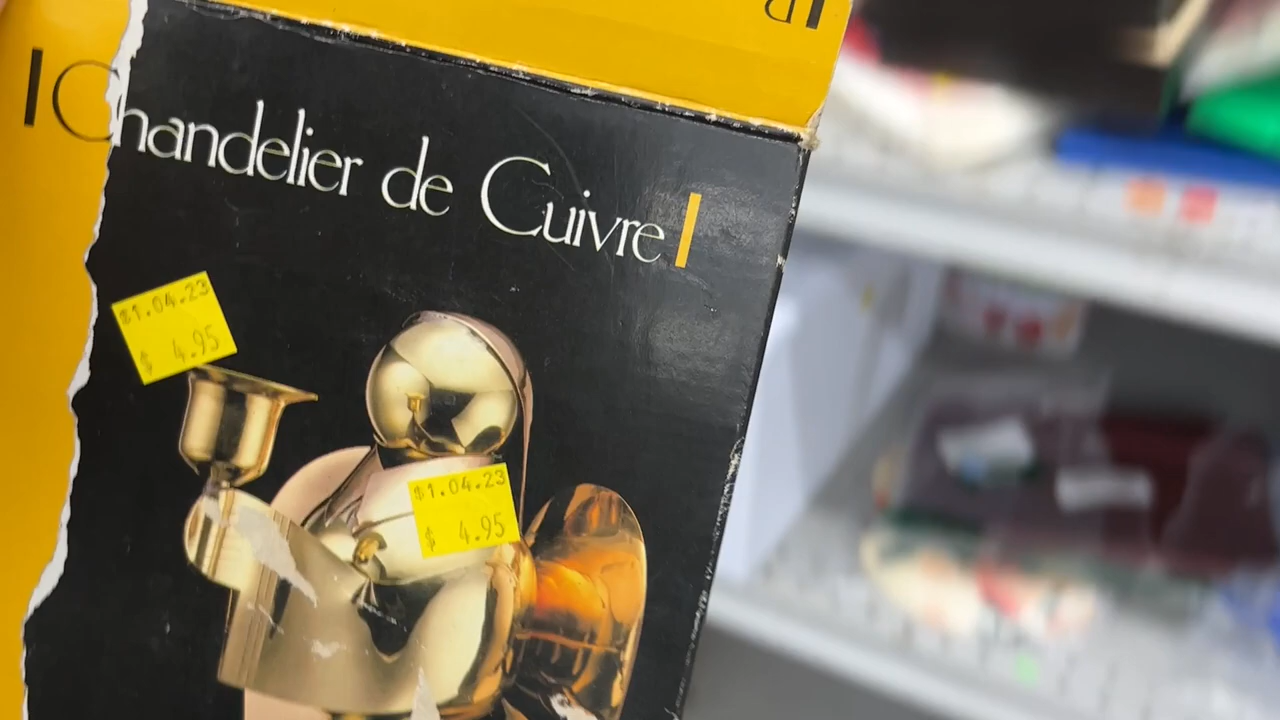 Chandelier de Cuivre
$1.04.23
$ 4.95
$1.04.23
$ 4.95